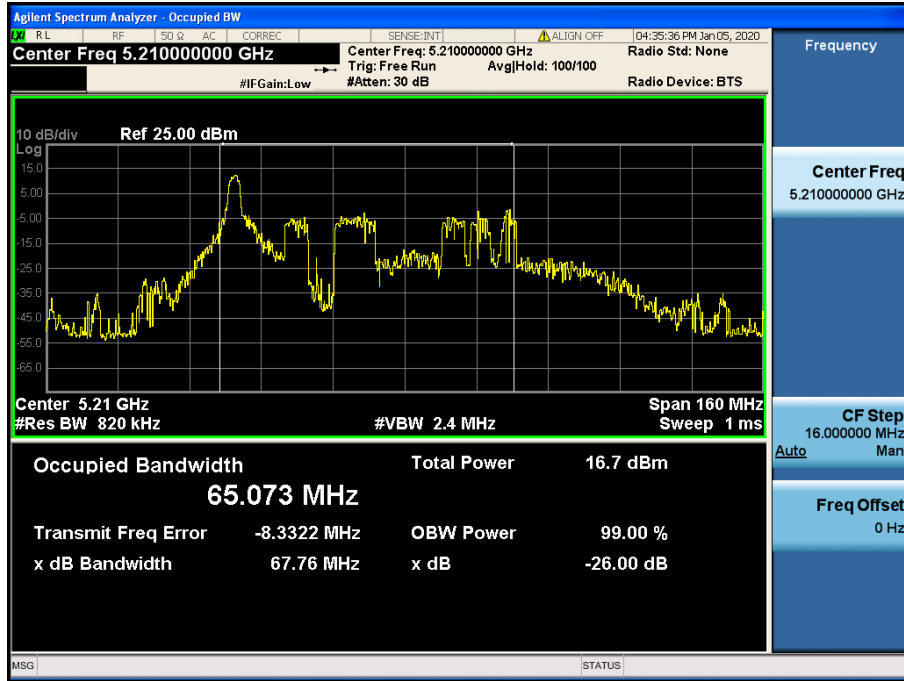 Agilent Spectrum Analyzer - Occupied BW
LXI RL RF 50 Ω AC CORREC SENSE:INT ALIGN OFF 04:35:36 PM Jan 05, 2020
Center Freq 5.210000000 GHz
Center Freq: 5.210000000 GHz
Radio Std: None
Trig: Free Run Avg|Hold: 100/100
#IFGain:Low #Atten: 30 dB Radio Device: BTS
10 dB/div Ref 25.00 dBm
Log
15.0
5.00
-5.00
-15.0
-25.0
-35.0
-45.0
-55.0
-65.0
Center 5.21 GHz Span 160 MHz
#Res BW 820 kHz #VBW 2.4 MHz Sweep 1 ms
Occupied Bandwidth Total Power 16.7 dBm
65.073 MHz
Transmit Freq Error -8.3322 MHz OBW Power 99.00 %
x dB Bandwidth 67.76 MHz x dB -26.00 dB
Frequency
Center Freq
5.210000000 GHz
CF Step
16.000000 MHz
Auto Man
Freq Offset
0 Hz
MSG STATUS